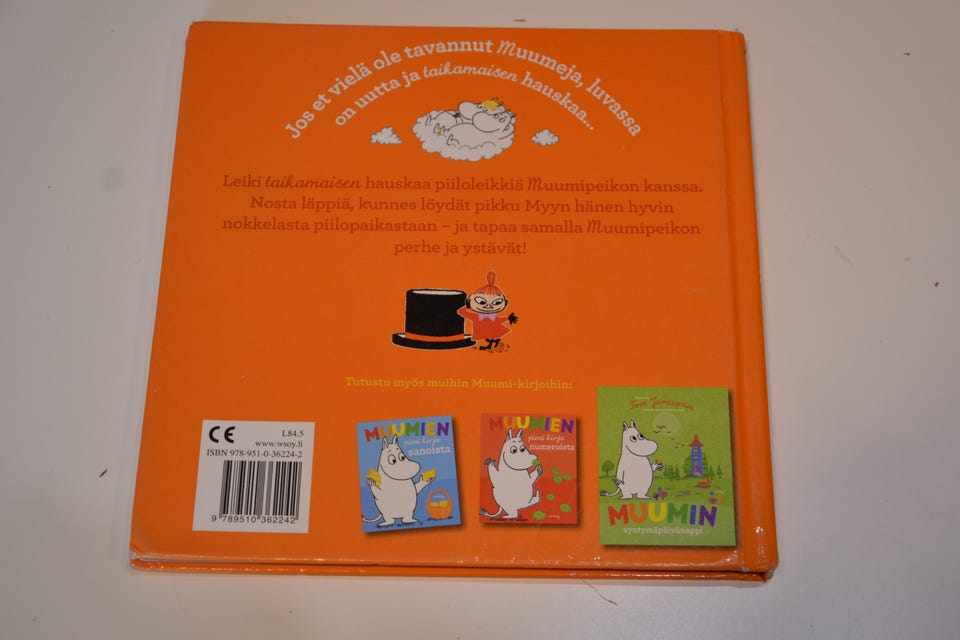 Jos et vielä ole tavannut Muumeja, luvassa
on uutta ja taikamaisen hauskaa...
Leiki taikamaisen hauskaa piiloleikkiä Muumipeikon kanssa.
Nosta läppiä, kunnes löydät pikku Myyn hänen hyvin
nokkelasta piilopaikastaan – ja tapaa samalla Muumipeikon
perhe ja ystävät!
Tutustu myös muihin Muumi-kirjoihin:
L84.5
www.wsoy.fi
ISBN 978-951-0-36224-2
9 789510 362242
MUUMIEN
pieni kirja
sanoista
MUUMIEN
pieni kirja
numeroista
Tove Jansson
MUUMIN
syntymäpäivänappi